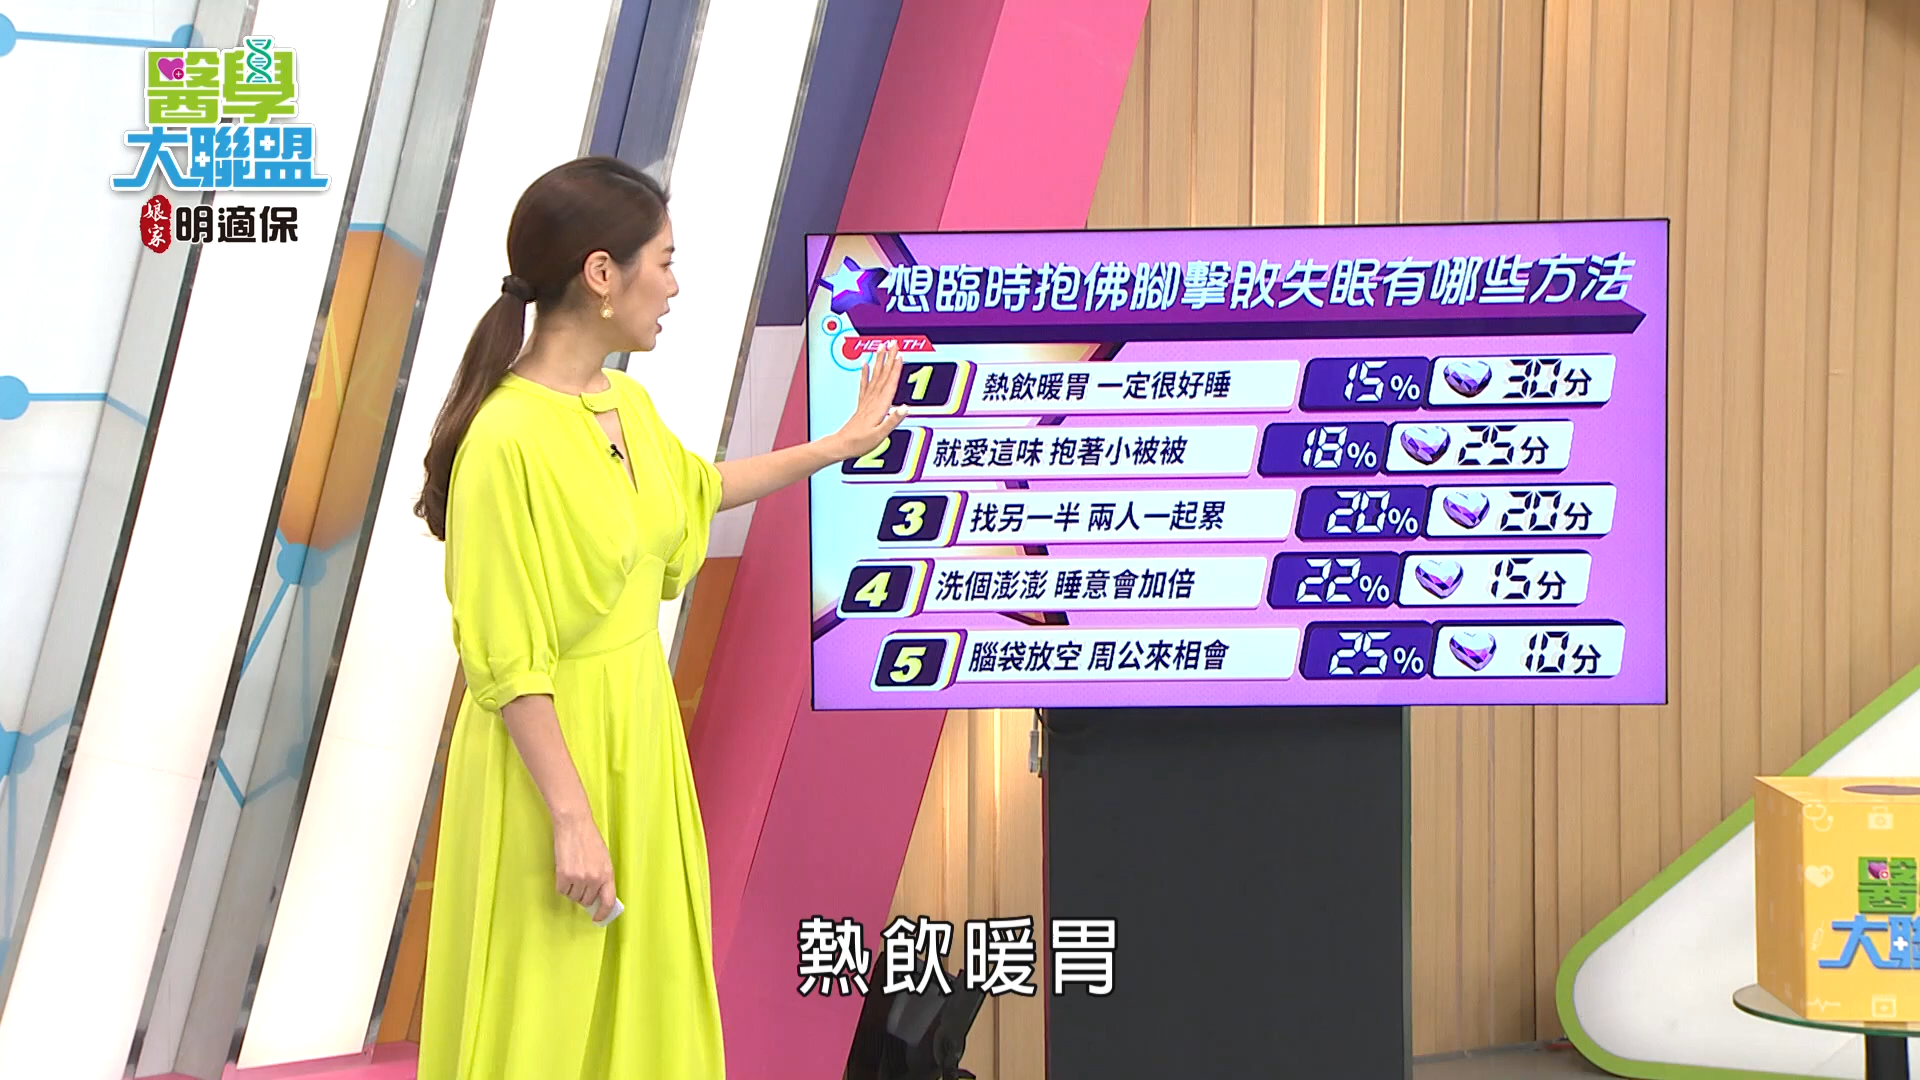 醫學
大聯盟
娘家 明適保
想臨時抱佛腳擊敗失眠有哪些方法
HEALTH
1 熱飲暖胃 一定很好睡 15% 30分
2 就愛這味 抱著小被被 18% 25分
3 找另一半 兩人一起累 20% 20分
4 洗個澎澎 睡意會加倍 22% 15分
5 腦袋放空 周公來相會 25% 10分
醫
大聯
熱飲暖胃